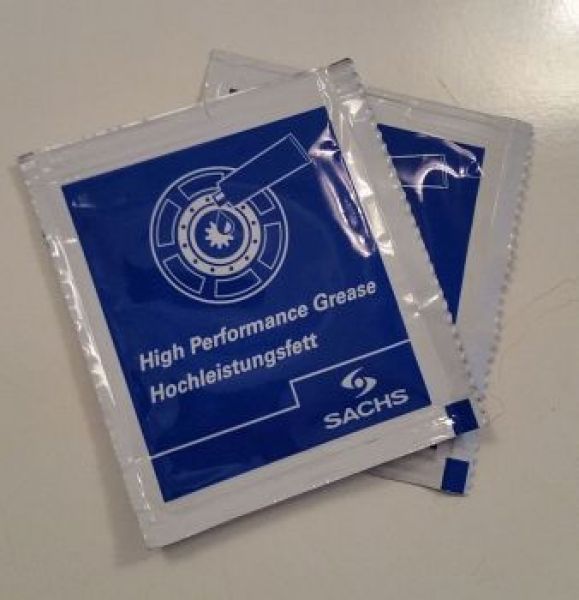 High Performance Grease
Hochleistungsfett
SACHS